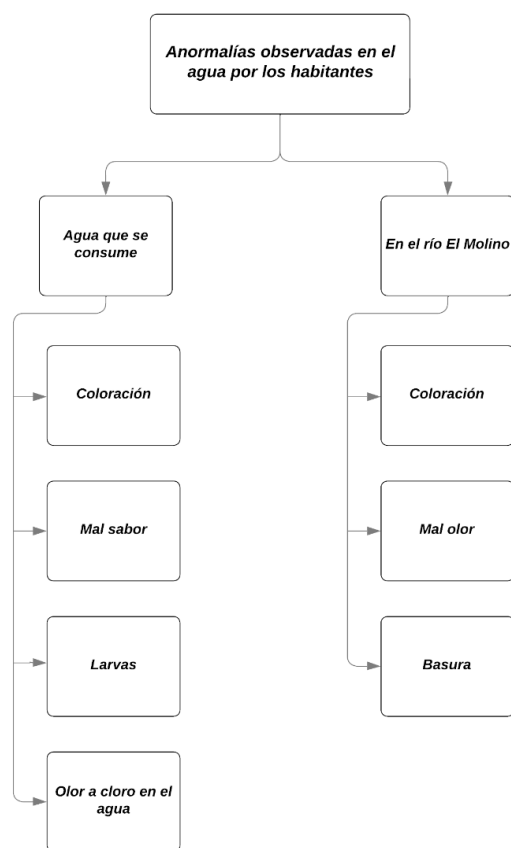 Anormalías observadas en el
agua por los habitantes
Agua que se
consume
En el río El Molino
Coloración
Coloración
Mal sabor
Mal olor
Larvas
Basura
Olor a cloro en el
agua